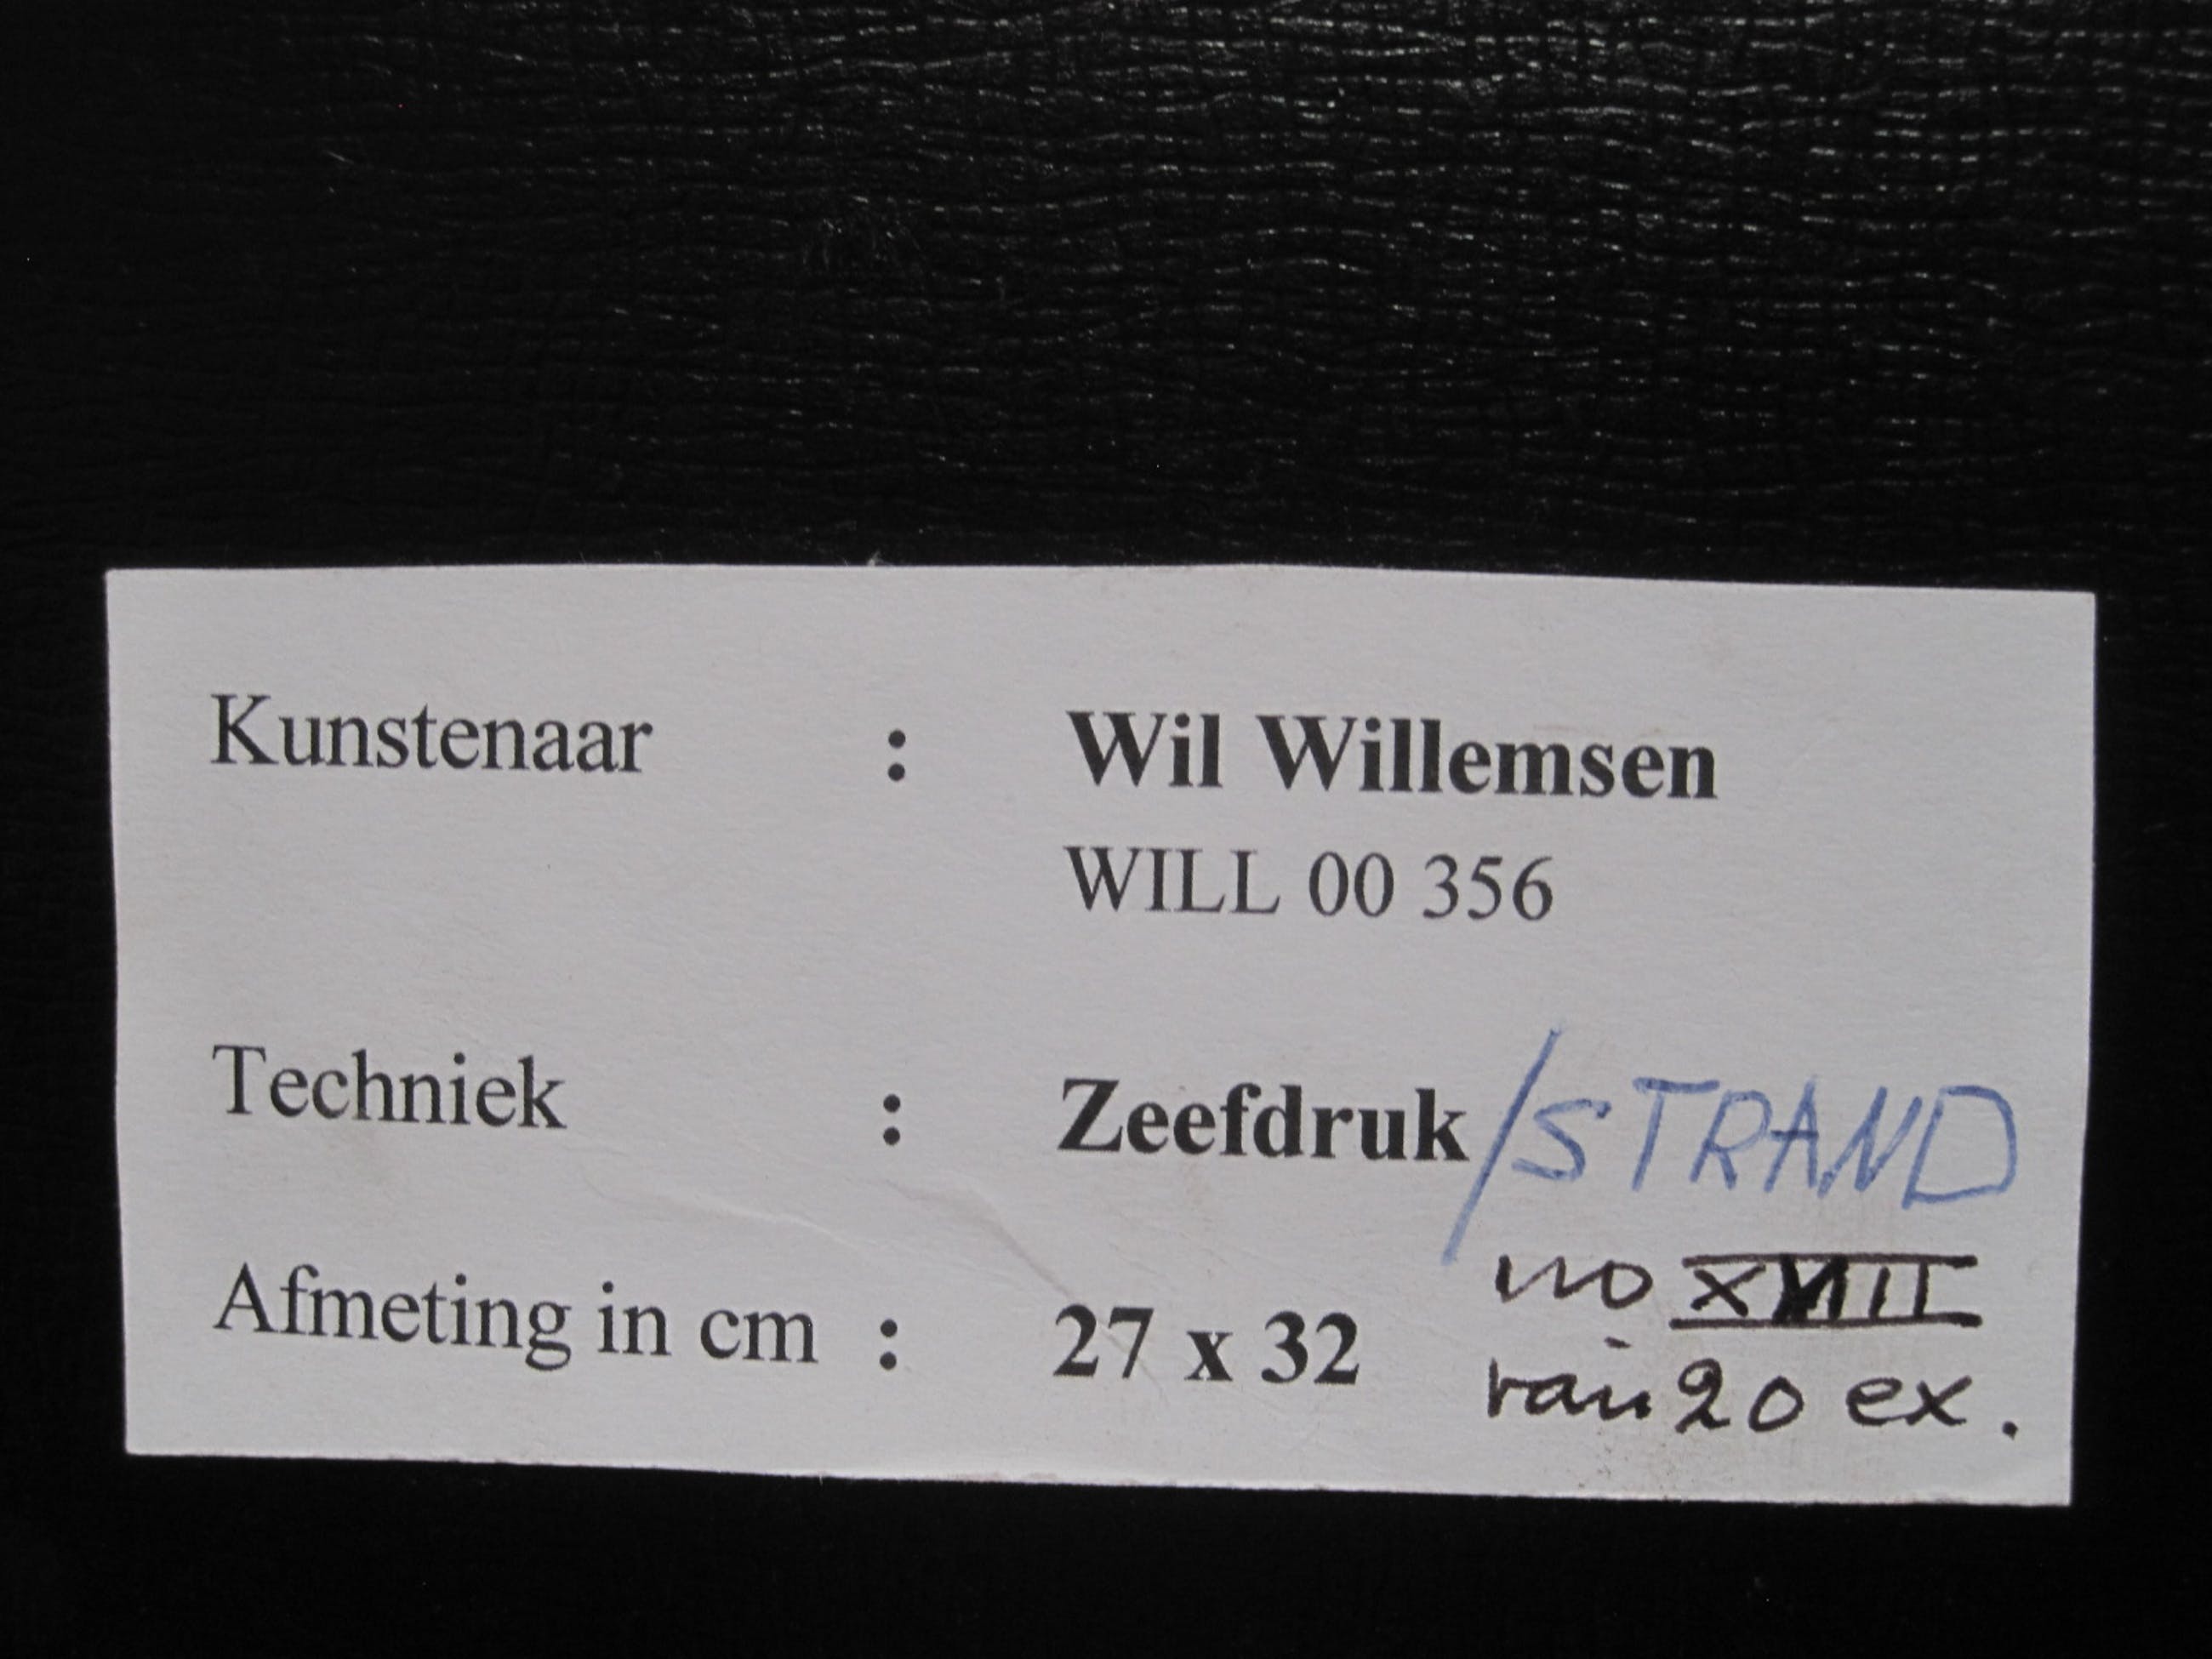 Kunstenaar : Wil Willemsen
WILL 00 356
Techniek : Zeefdruk /STRAND
Afmeting in cm : 27 x 32
no XVIII
van 20 ex.